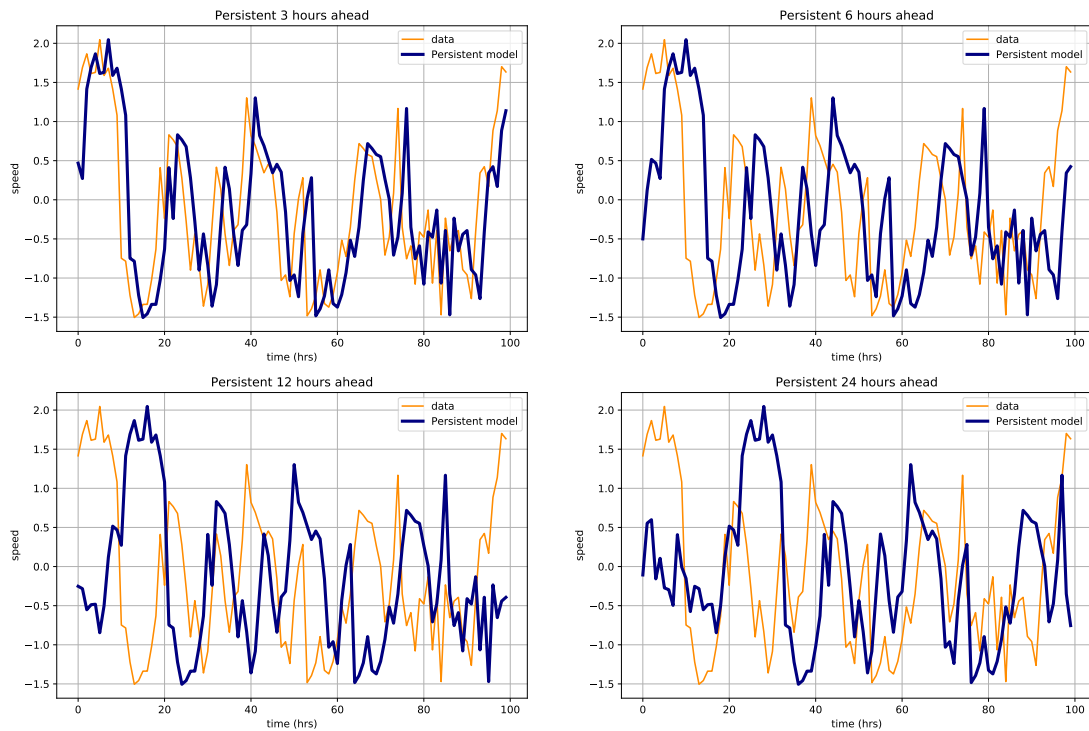 Persistent 3 hours ahead
data
Persistent model
speed
2.0
1.5
1.0
0.5
0.0
−0.5
−1.0
−1.5
0 20 40 60 80 100
time (hrs)
Persistent 6 hours ahead
data
Persistent model
speed
2.0
1.5
1.0
0.5
0.0
−0.5
−1.0
−1.5
0 20 40 60 80 100
time (hrs)
Persistent 12 hours ahead
data
Persistent model
speed
2.0
1.5
1.0
0.5
0.0
−0.5
−1.0
−1.5
0 20 40 60 80 100
time (hrs)
Persistent 24 hours ahead
data
Persistent model
speed
2.0
1.5
1.0
0.5
0.0
−0.5
−1.0
−1.5
0 20 40 60 80 100
time (hrs)